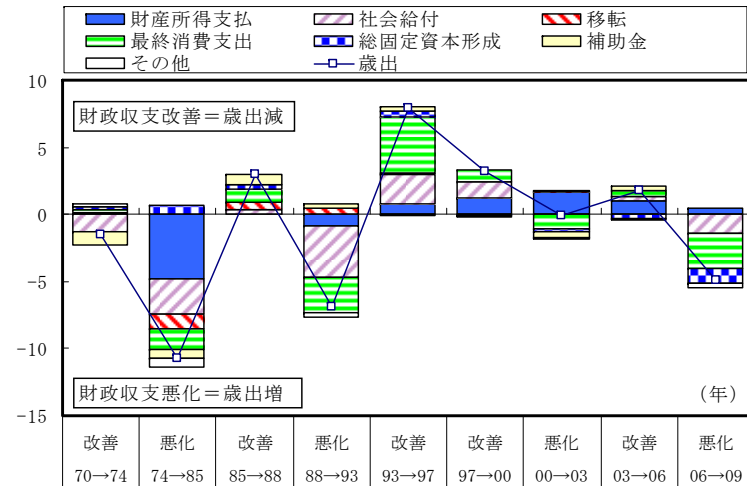 財産所得支払 社会給付 移転
最終消費支出 総固定資本形成 補助金
その他 歳出
10
財政収支改善＝歳出減
5
0
−5
−10
財政収支悪化＝歳出増
（年）
−15
改善 悪化 改善 悪化 改善 改善 悪化 改善 悪化
70→74 74→85 85→88 88→93 93→97 97→00 00→03 03→06 06→09